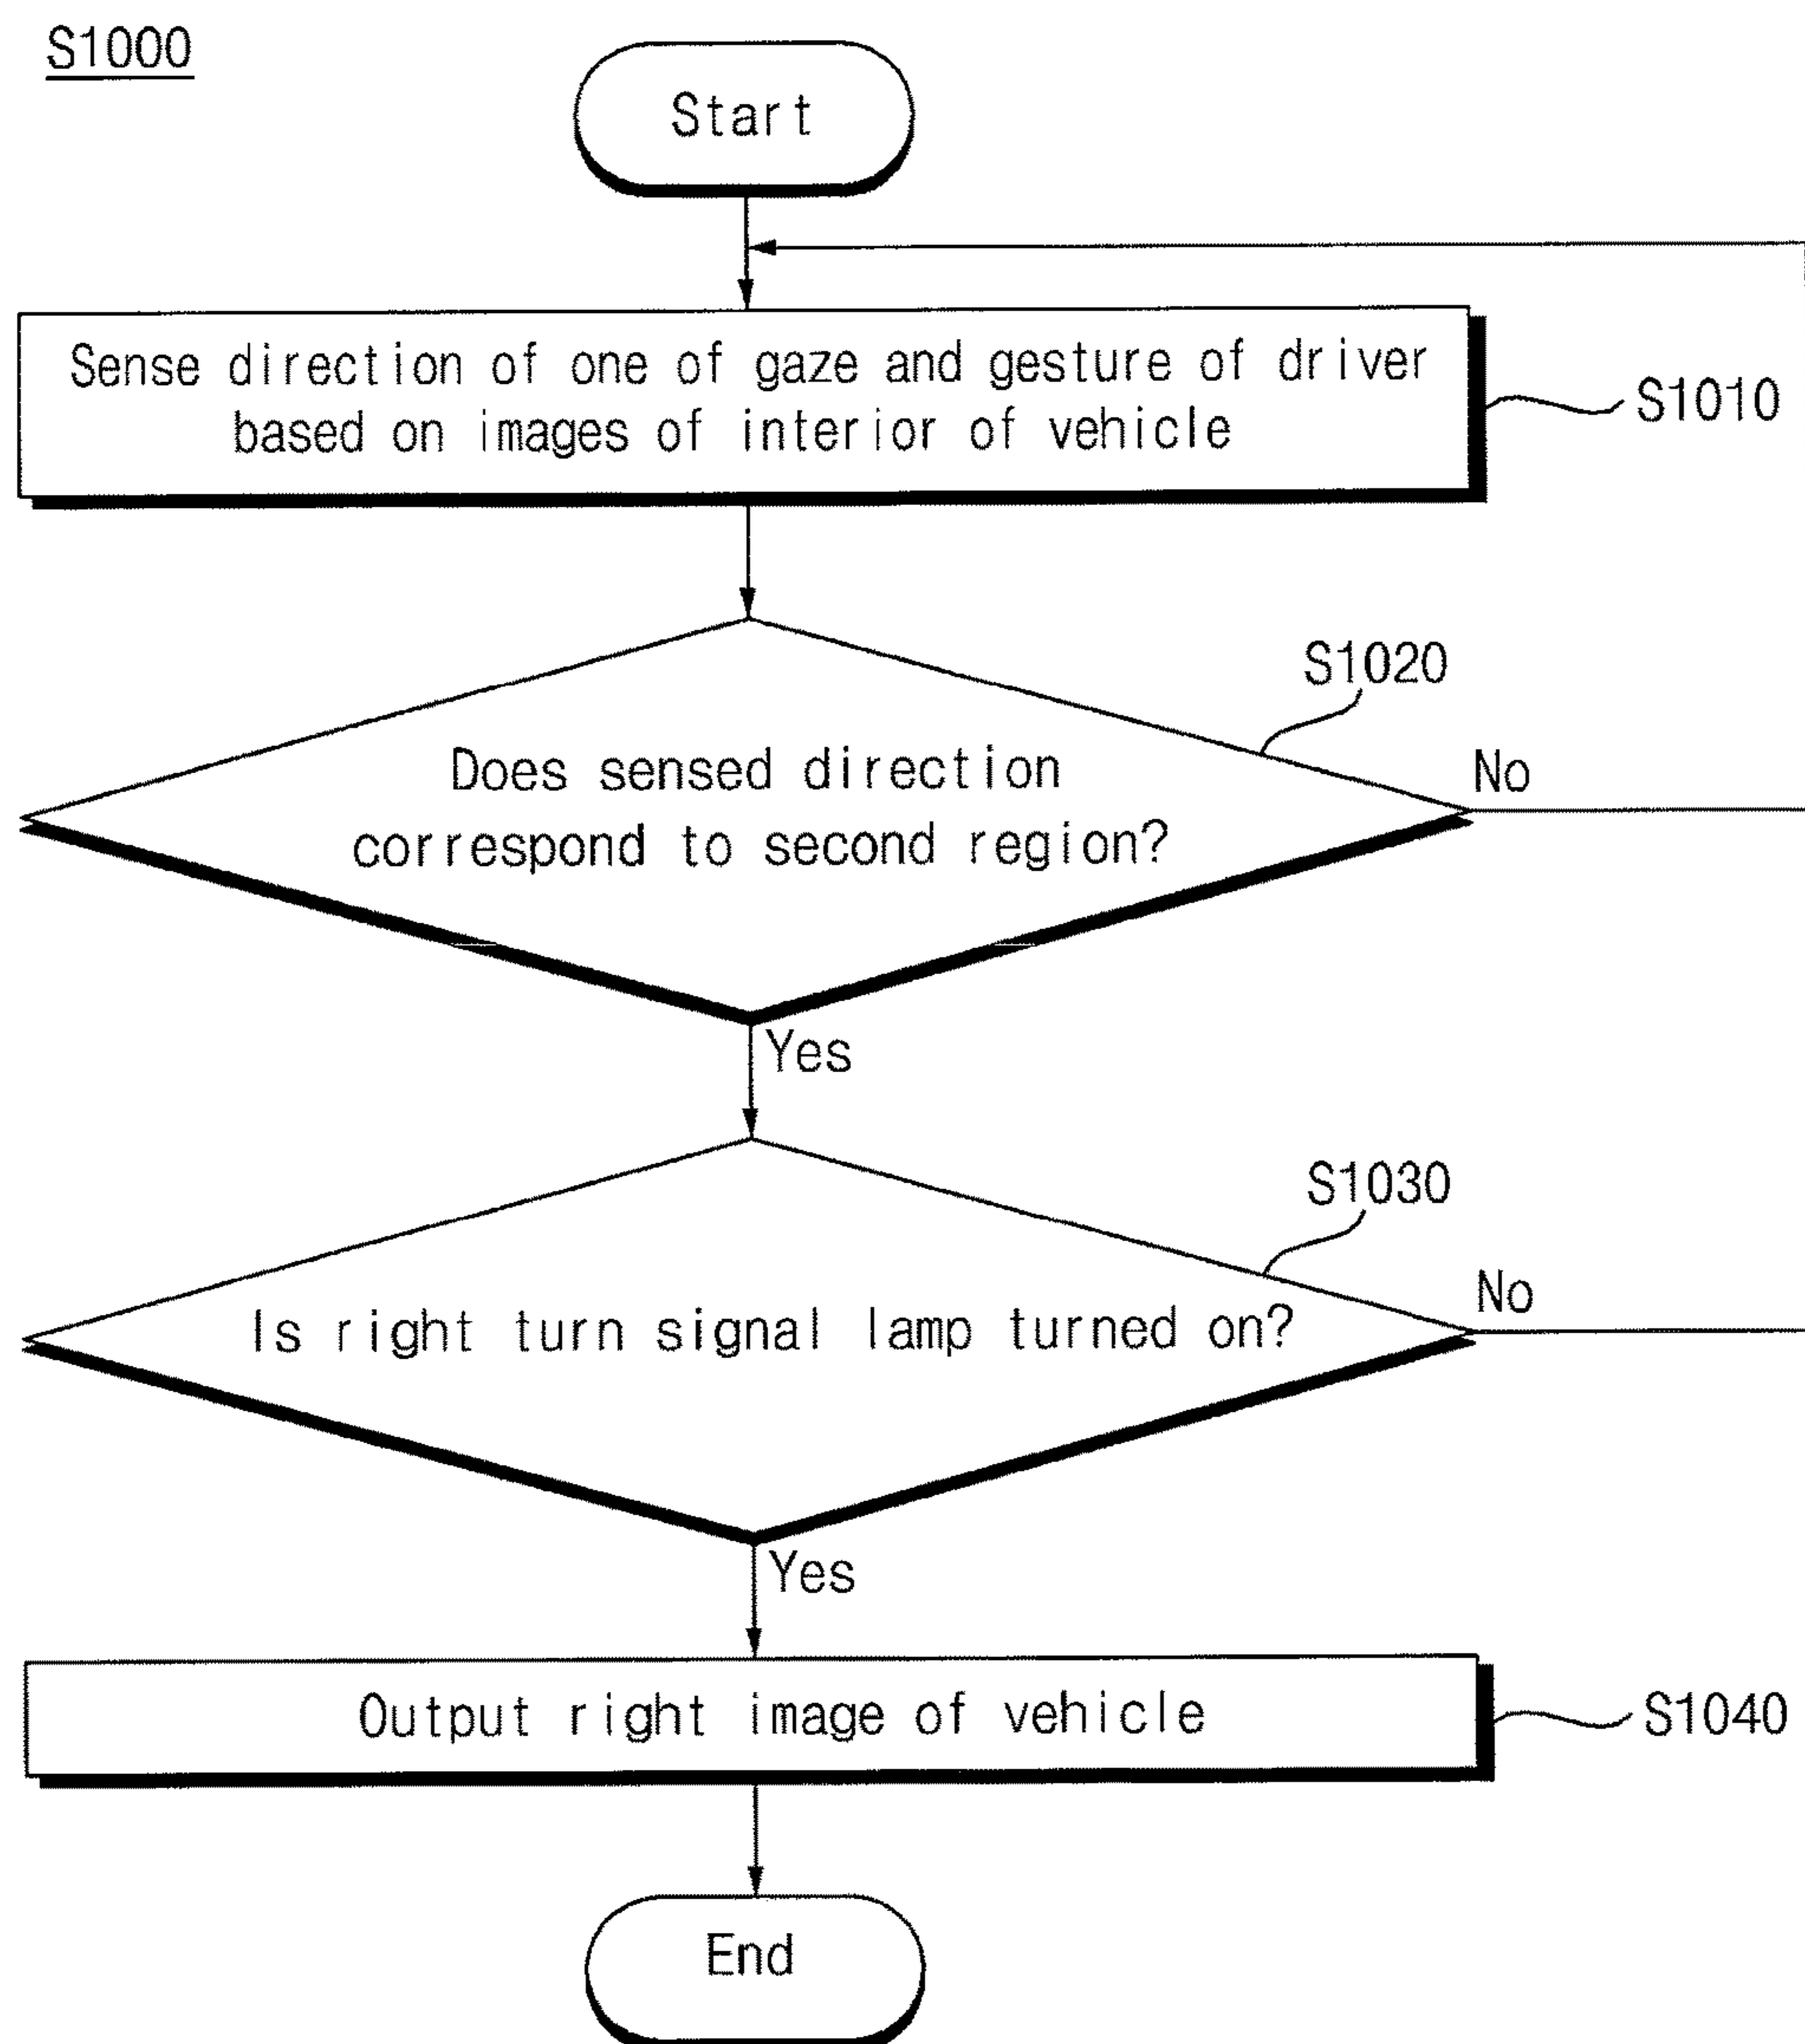 S1000
Start
Sense direction of one of gaze and gesture of driver
based on images of interior of vehicle
S1010
S1020
Does sensed direction
correspond to second region?
No
Yes
S1030
Is right turn signal lamp turned on?
No
Yes
Output right image of vehicle
S1040
End